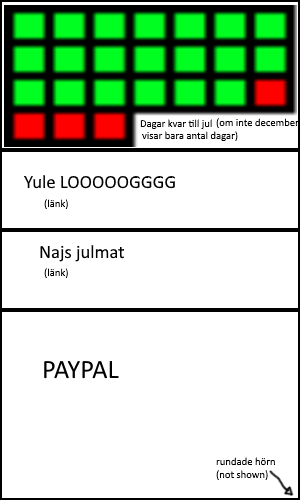 Dagar kvar till jul (om inte december
visar bara antal dagar)
Yule LOOOOOGGGG
(länk)
Najs julmat
(länk)
PAYPAL
rundade hörn
(not shown)